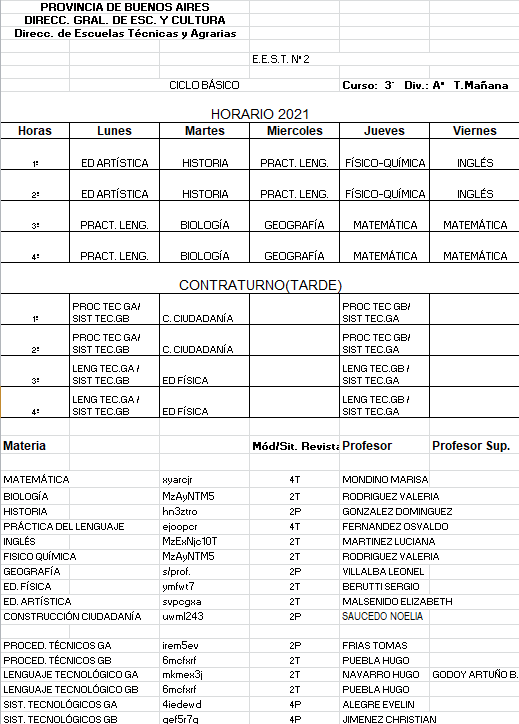 PROVINCIA DE BUENOS AIRES
DIRECC. GRAL. DE ESC. Y CULTURA
Direcc. de Escuelas Técnicas y Agrarias
E.E.S.T. Nº 2
CICLO BÁSICO Curso: 3° Div.: Aª T.Mañana
HORARIO 2021
Horas Lunes Martes Miercoles Jueves Viernes
1º ED ARTÍSTICA HISTORIA PRACT. LENG. FÍSICO-QUÍMICA INGLÉS
2º ED ARTÍSTICA HISTORIA PRACT. LENG. FÍSICO-QUÍMICA INGLÉS
3º PRACT. LENG. BIOLOGÍA GEOGRAFÍA MATEMÁTICA MATEMÁTICA
4º PRACT. LENG. BIOLOGÍA GEOGRAFÍA MATEMÁTICA MATEMÁTICA
CONTRATURNO(TARDE)
PROC TEC GA/ PROC TEC GB/
1º SIST TEC.GB C. CIUDADANÍA SIST TEC.GA
PROC TEC GA/ PROC TEC GB/
2º SIST TEC.GB C. CIUDADANÍA SIST TEC.GA
LENG TEC.GA / LENG TEC.GB /
3º SIST TEC.GB ED FÍSICA SIST TEC.GA
LENG TEC.GA / LENG TEC.GB /
4º SIST TEC.GB ED FÍSICA SIST TEC.GA
Materia Mód/Sit. Revista Profesor Profesor Sup.
MATEMÁTICA xyarcjr 4T MONDINO MARISA
BIOLOGÍA MzAyNTM5 2T RODRIGUEZ VALERIA
HISTORIA hn3ztro 2P GONZALEZ DOMINGUEZ
PRÁCTICA DEL LENGUAJE ejoopcr 4T FERNANDEZ OSVALDO
INGLÉS MzExNjc10T 2T MARTINEZ LUCIANA
FISICO QUÍMICA MzAyNTM5 2T RODRIGUEZ VALERIA
GEOGRAFÍA s/prof. 2P VILLALBA LEONEL
ED. FÍSICA ymfwt7 2T BERUTTI SERGIO
ED. ARTÍSTICA svpcgxa 2T MALSENIDO ELIZABETH
CONSTRUCCIÓN CIUDADANÍA uwml243 2P SAUCEDO NOELIA
PROCED. TÉCNICOS GA irem5ev 2P FRIAS TOMAS
PROCED. TÉCNICOS GB 6mcfxrf 2T PUEBLA HUGO
LENGUAJE TECNOLÓGICO GA mkmex3j 2T NAVARRO HUGO GODOY ARTUÑO B.
LENGUAJE TECNOLÓGICO GB 6mcfxrf 2T PUEBLA HUGO
SIST. TECNOLÓGICOS GA 4iedewd 4P ALEGRE EVELIN
SIST. TECNOLÓGICOS GB gef5r7q 4P JIMENEZ CHRISTIAN